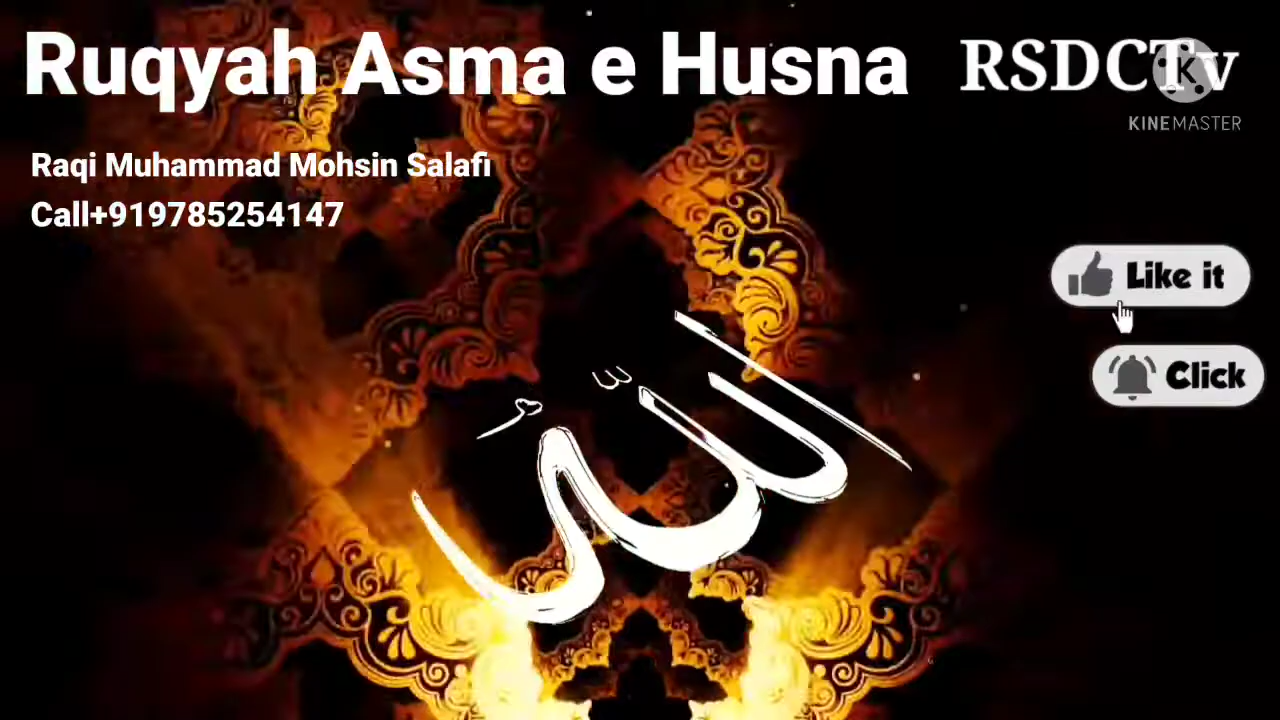 Ruqyah Asma e Husna
RSDCTv
KINEMASTER
Raqi Muhammad Mohsin Salafi
Call+919785254147
Like it
Click
الله